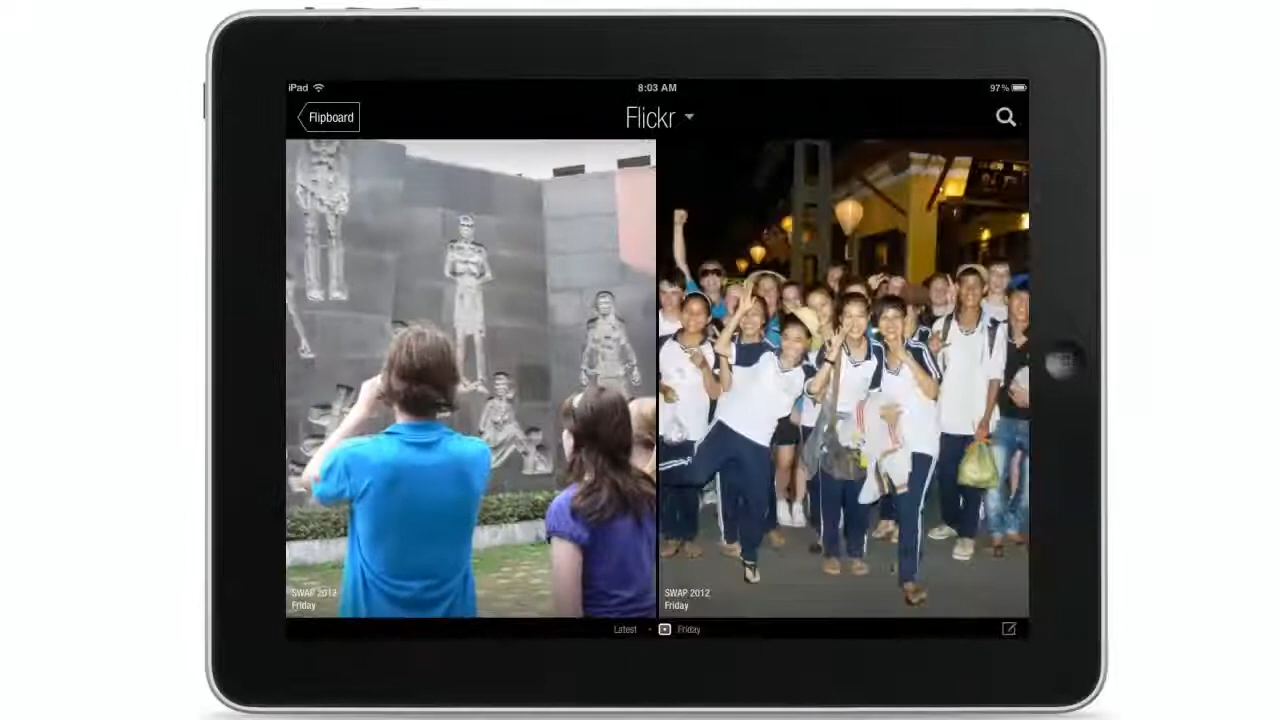 iPad
8:03 AM
97%
Flipboard
Flickr
SWAP 2012
Friday
SWAP 2012
Friday
Latest
Friday